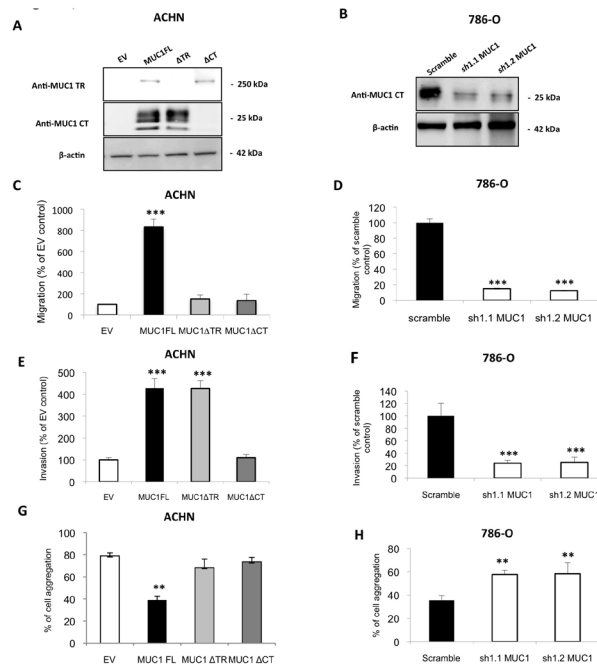 A
ACHN
EV MUC1FL ΔTR ΔCT
Anti-MUC1 TR - 250 kDa
Anti-MUC1 CT - 25 kDa
β-actin - 42 kDa
B
786-O
Scramble sh1.1 MUC1 sh1.2 MUC1
Anti-MUC1 CT - 25 kDa
β-actin - 42 kDa
C
ACHN
Migration (% of EV control)
1000
800
600
400
200
0
***
EV MUC1FL MUC1ΔTR MUC1ΔCT
D
786-O
Migration (% of scamble
control)
120
100
80
60
40
20
0
*** ***
scramble sh1.1 MUC1 sh1.2 MUC1
E
ACHN
Invasion (% of EV control)
500
400
300
200
100
0
*** ***
EV MUC1FL MUC1ΔTR MUC1ΔCT
F
786-O
Invasion (% of scramble
control)
140
120
100
80
60
40
20
0
*** ***
Scramble sh1.1 MUC1 sh1.2 MUC1
G
ACHN
% of cell aggregation
80
60
40
20
0
**
EV MUC1 FL MUC1 ΔTR MUC1 ΔCT
H
786-O
% of cell aggregation
80
60
40
20
0
** **
Scramble sh1.1 MUC1 sh1.2 MUC1